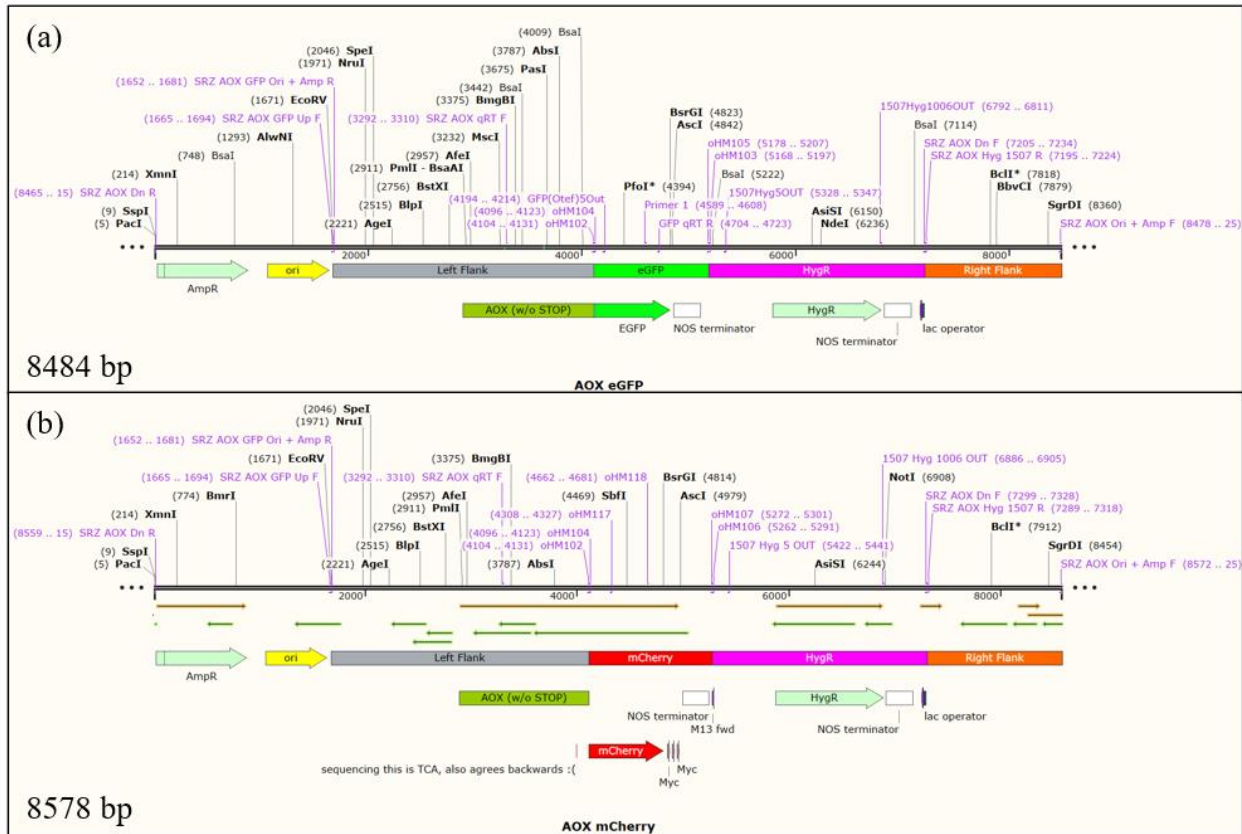 (a)
(4009) BsaI
(2046) SpeI
(3787) AbsI
(1971) NruI
(3675) PasI
(1652 .. 1681) SRZ AOX GFP Ori + Amp R
(3442) BsaI
(1671) EcoRV
(3375) BmgBI
BsrGI (4823)
1507Hyg1006OUT (6792 .. 6811)
(1665 .. 1694) SRZ AOX GFP Up F
(3292 .. 3310) SRZ AOX qRT F
AscI (4842)
BsaI (7114)
(1293) AlwNI
(3232) MscI
oHM105 (5178 .. 5207)
SRZ AOX Dn F (7205 .. 7234)
(748) BsaI
(2957) AfeI
oHM103 (5168 .. 5197)
SRZ AOX Hyg 1507 R (7195 .. 7224)
(214) XmnI
(2911) PmlI - BsaAI
PfoI* (4394)
BsaI (5222)
BclI* (7818)
(8465 .. 15) SRZ AOX Dn R
(2756) BstXI
(4194 .. 4214) GFP(Otef)5Out
1507Hyg5OUT (5328 .. 5347)
BbvCI (7879)
(9) SspI
(2515) BlpI
(4096 .. 4123) oHM104
Primer 1 (4589 .. 4608)
AsiSI (6150)
SgrDI (8360)
(5) PacI
(2221) AgeI
(4104 .. 4131) oHM102
GFP qRT R (4704 .. 4723)
NdeI (6236)
SRZ AOX Ori + Amp F (8478 .. 25)
2000 4000 6000 8000
ori Left Flank eGFP HygR Right Flank
AmpR
AOX (w/o STOP) HygR
EGFP NOS terminator lac operator
NOS terminator
8484 bp
AOX eGFP
(b)
(2046) SpeI
(1971) NruI
(1652 .. 1681) SRZ AOX GFP Ori + Amp R
(3375) BmgBI
1507 Hyg 1006 OUT (6886 .. 6905)
(1671) EcoRV
(4662 .. 4681) oHM118
BsrGI (4814)
NotI (6908)
(1665 .. 1694) SRZ AOX GFP Up F
(3292 .. 3310) SRZ AOX qRT F
(774) BmrI
(2957) AfeI
(4469) SbfI
AscI (4979)
SRZ AOX Dn F (7299 .. 7328)
(214) XmnI
(2911) PmlI
(4308 .. 4327) oHM117
oHM107 (5272 .. 5301)
SRZ AOX Hyg 1507 R (7289 .. 7318)
(8559 .. 15) SRZ AOX Dn R
(2756) BstXI
(4096 .. 4123) oHM104
oHM106 (5262 .. 5291)
BclI* (7912)
(9) SspI
(2515) BlpI
(4104 .. 4131) oHM102
1507 Hyg 5 OUT (5422 .. 5441)
SgrDI (8454)
(5) PacI
(2221) AgeI
(3787) AbsI
AsiSI (6244)
SRZ AOX Ori + Amp F (8572 .. 25)
2000 4000 6000 8000
ori Left Flank mCherry HygR Right Flank
AmpR
AOX (w/o STOP) HygR
NOS terminator NOS terminator lac operator
M13 fwd
mCherry
sequencing this is TCA, also agrees backwards :( Myc
Myc
8578 bp
AOX mCherry